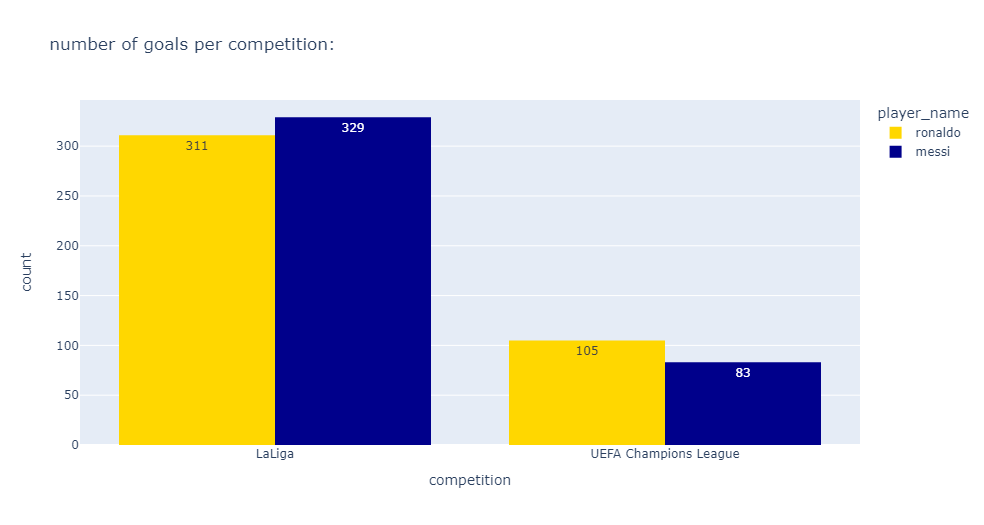 number of goals per competition:
player_name
ronaldo
messi
311
329
105
83
300
250
200
150
100
50
0
count
LaLiga
UEFA Champions League
competition